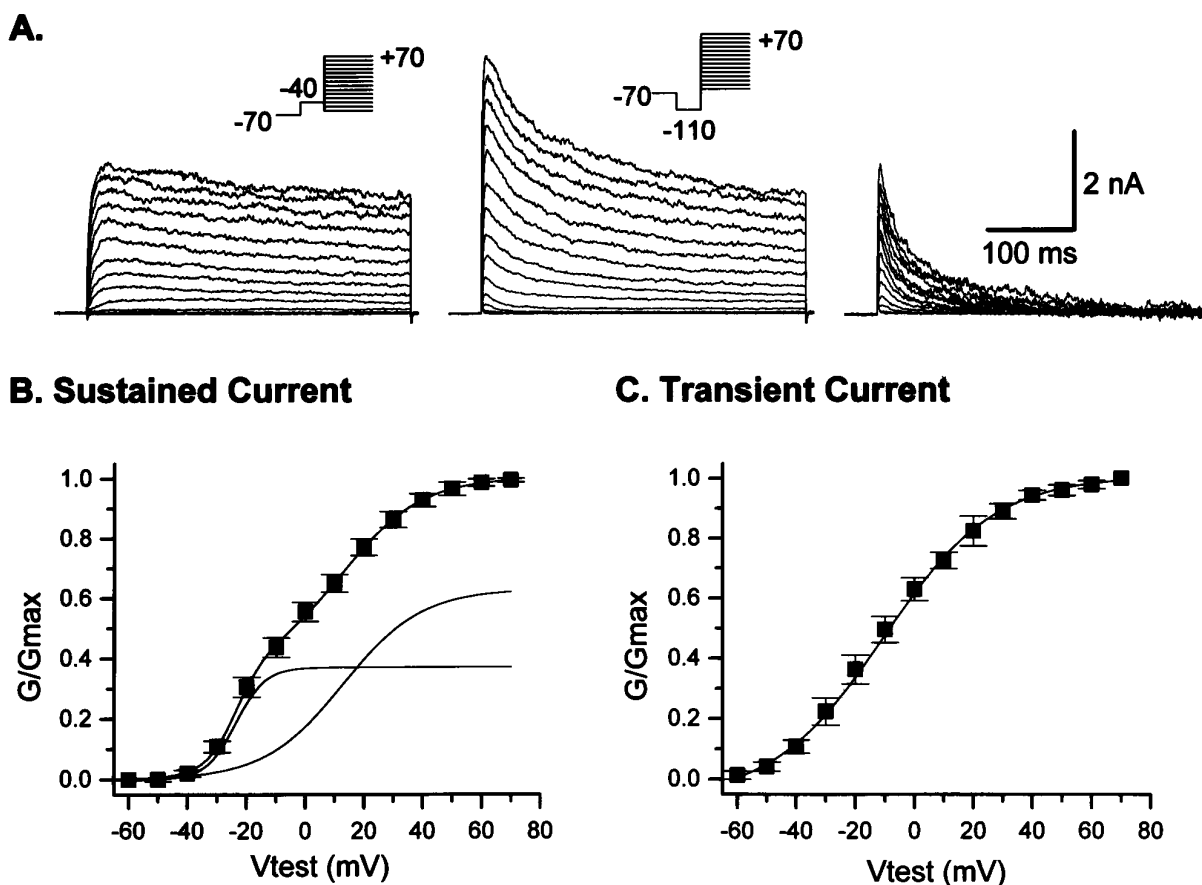 A.
+70
-40
-70
+70
-70
-110
2 nA
100 ms
B. Sustained Current
C. Transient Current
1.0
0.8
0.6
0.4
0.2
0.0
G/Gmax
-60 -40 -20 0 20 40 60 80
Vtest (mV)
1.0
0.8
0.6
0.4
0.2
0.0
G/Gmax
-60 -40 -20 0 20 40 60 80
Vtest (mV)